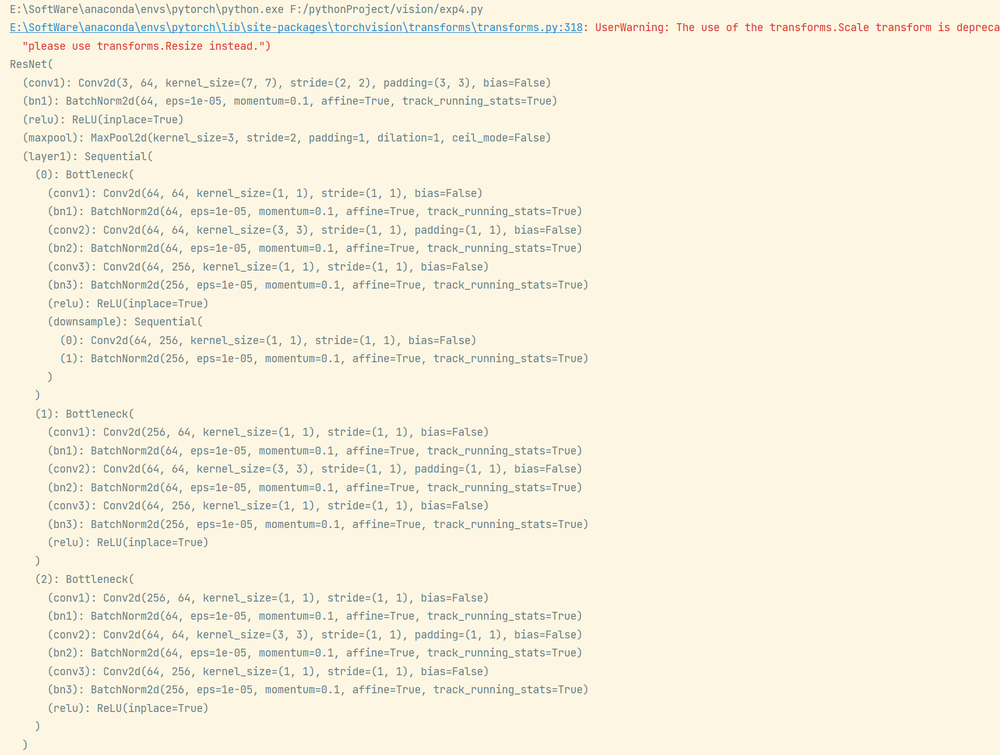 E:\SoftWare\anaconda\envs\pytorch\python.exe F:/pythonProject/vision/exp4.py
E:\SoftWare\anaconda\envs\pytorch\lib\site-packages\torchvision\transforms\transforms.py:318: UserWarning: The use of the transforms.Scale transform is depreca
  "please use transforms.Resize instead.")
ResNet(
  (conv1): Conv2d(3, 64, kernel_size=(7, 7), stride=(2, 2), padding=(3, 3), bias=False)
  (bn1): BatchNorm2d(64, eps=1e-05, momentum=0.1, affine=True, track_running_stats=True)
  (relu): ReLU(inplace=True)
  (maxpool): MaxPool2d(kernel_size=3, stride=2, padding=1, dilation=1, ceil_mode=False)
  (layer1): Sequential(
    (0): Bottleneck(
      (conv1): Conv2d(64, 64, kernel_size=(1, 1), stride=(1, 1), bias=False)
      (bn1): BatchNorm2d(64, eps=1e-05, momentum=0.1, affine=True, track_running_stats=True)
      (conv2): Conv2d(64, 64, kernel_size=(3, 3), stride=(1, 1), padding=(1, 1), bias=False)
      (bn2): BatchNorm2d(64, eps=1e-05, momentum=0.1, affine=True, track_running_stats=True)
      (conv3): Conv2d(64, 256, kernel_size=(1, 1), stride=(1, 1), bias=False)
      (bn3): BatchNorm2d(256, eps=1e-05, momentum=0.1, affine=True, track_running_stats=True)
      (relu): ReLU(inplace=True)
      (downsample): Sequential(
        (0): Conv2d(64, 256, kernel_size=(1, 1), stride=(1, 1), bias=False)
        (1): BatchNorm2d(256, eps=1e-05, momentum=0.1, affine=True, track_running_stats=True)
      )
    )
    (1): Bottleneck(
      (conv1): Conv2d(256, 64, kernel_size=(1, 1), stride=(1, 1), bias=False)
      (bn1): BatchNorm2d(64, eps=1e-05, momentum=0.1, affine=True, track_running_stats=True)
      (conv2): Conv2d(64, 64, kernel_size=(3, 3), stride=(1, 1), padding=(1, 1), bias=False)
      (bn2): BatchNorm2d(64, eps=1e-05, momentum=0.1, affine=True, track_running_stats=True)
      (conv3): Conv2d(64, 256, kernel_size=(1, 1), stride=(1, 1), bias=False)
      (bn3): BatchNorm2d(256, eps=1e-05, momentum=0.1, affine=True, track_running_stats=True)
      (relu): ReLU(inplace=True)
    )
    (2): Bottleneck(
      (conv1): Conv2d(256, 64, kernel_size=(1, 1), stride=(1, 1), bias=False)
      (bn1): BatchNorm2d(64, eps=1e-05, momentum=0.1, affine=True, track_running_stats=True)
      (conv2): Conv2d(64, 64, kernel_size=(3, 3), stride=(1, 1), padding=(1, 1), bias=False)
      (bn2): BatchNorm2d(64, eps=1e-05, momentum=0.1, affine=True, track_running_stats=True)
      (conv3): Conv2d(64, 256, kernel_size=(1, 1), stride=(1, 1), bias=False)
      (bn3): BatchNorm2d(256, eps=1e-05, momentum=0.1, affine=True, track_running_stats=True)
      (relu): ReLU(inplace=True)
    )
  )